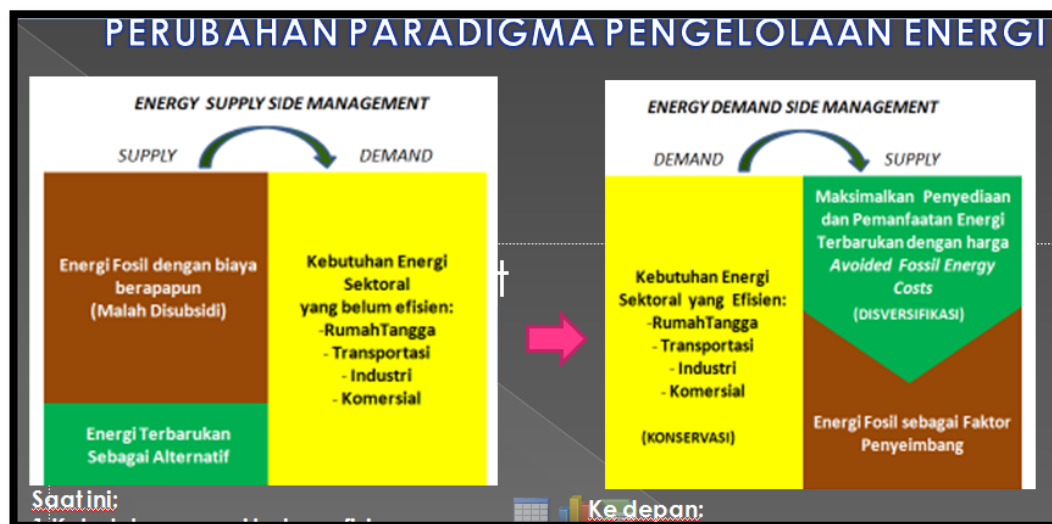 PERUBAHAN PARADIGMA PENGELOLAAN ENERGI
ENERGY SUPPLY SIDE MANAGEMENT
SUPPLY
DEMAND
Energi Fosil dengan biaya
berapapun
(Malah Disubsidi)
Energi Terbarukan
Sebagai Alternatif
Kebutuhan Energi
Sektoral
yang belum efisien:
-RumahTangga
- Transportasi
- Industri
- Komersial
ENERGY DEMAND SIDE MANAGEMENT
DEMAND
SUPPLY
Kebutuhan Energi
Sektoral yang Efisien:
-RumahTangga
- Transportasi
- Industri
- Komersial
(KONSERVASI)
Maksimalkan Penyediaan
dan Pemanfaatan Energi
Terbarukan dengan harga
Avoided Fossil Energy
Costs
(DISVERSIFIKASI)
Energi Fosil sebagai Faktor
Penyeimbang
Saat ini;
Ke depan: